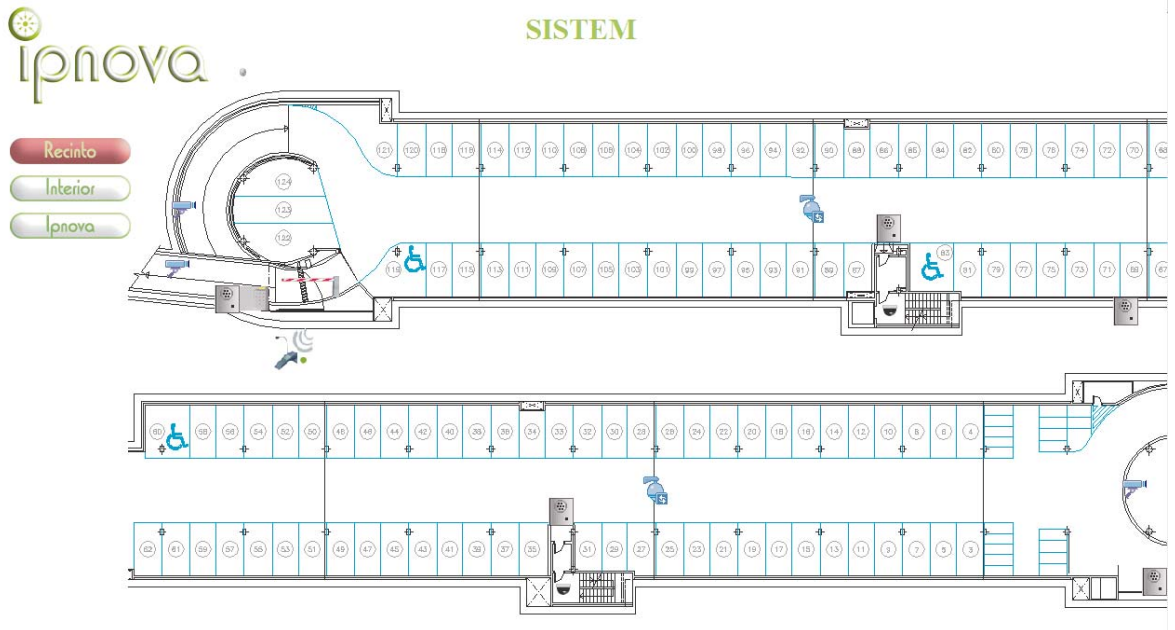 SISTEM
ipnova
Recinto
Interior
Ipnova
121 120 118 116 114 112 110 108 106 104 102 100 98 96 94 92 90 88 86 85 84 82 80 78 76 74 72 70 68
124
123
122
119 117 115 113 111 109 107 105 103 101 99 97 95 93 91 89 87 83 81 79 77 75 73 71 69 67
60 58 56 54 52 50 48 46 44 42 40 38 36 34 33 32 30 28 26 24 22 20 18 16 14 12 10 8 6 4
62 61 59 57 55 53 51 49 47 45 43 41 39 37 35 31 29 27 25 23 21 19 17 15 13 11 9 7 5 3